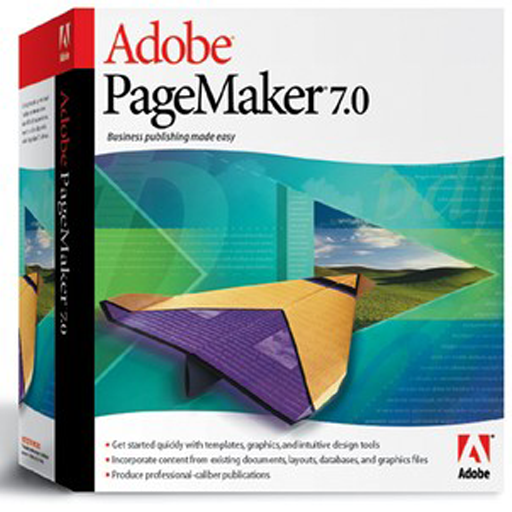 Adobe
PageMaker 7.0
Business publishing made easy
Adobe PageMaker 7.0
• Get started quickly with templates, graphics, and intuitive design tools
• Incorporate content from existing documents, layouts, databases, and graphics files
• Produce professional-caliber publications
Adobe